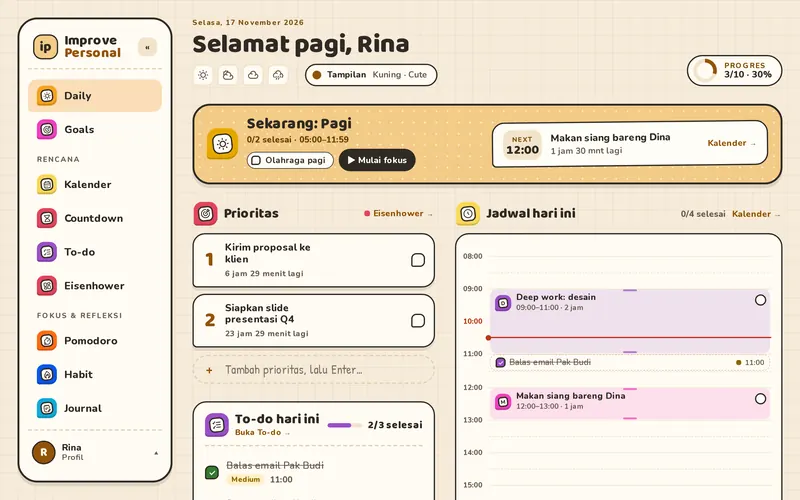 ip
Improve
Personal
«
Daily
Goals
RENCANA
Kalender
Countdown
To-do
Eisenhower
FOKUS & REFLEKSI
Pomodoro
Habit
Journal
R
Rina
Profil
Selasa, 17 November 2026
Selamat pagi, Rina
Tampilan Kuning · Cute
PROGRES
3/10 · 30%
Sekarang: Pagi
0/2 selesai · 05:00–11:59
Olahraga pagi
Mulai fokus
NEXT
12:00
Makan siang bareng Dina
1 jam 30 mnt lagi
Kalender →
Prioritas
Eisenhower →
1
Kirim proposal ke
klien
6 jam 29 menit lagi
2
Siapkan slide
presentasi Q4
23 jam 29 menit lagi
+ Tambah prioritas, lalu Enter…
To-do hari ini
Buka To-do →
2/3 selesai
Balas email Pak Budi
Medium 11:00
Jadwal hari ini
0/4 selesai Kalender →
08:00
09:00
Deep work: desain
09:00–11:00 · 2 jam
10:00
11:00
Balas email Pak Budi
11:00
12:00
Makan siang bareng Dina
12:00–13:00 · 1 jam
13:00
14:00
15:00